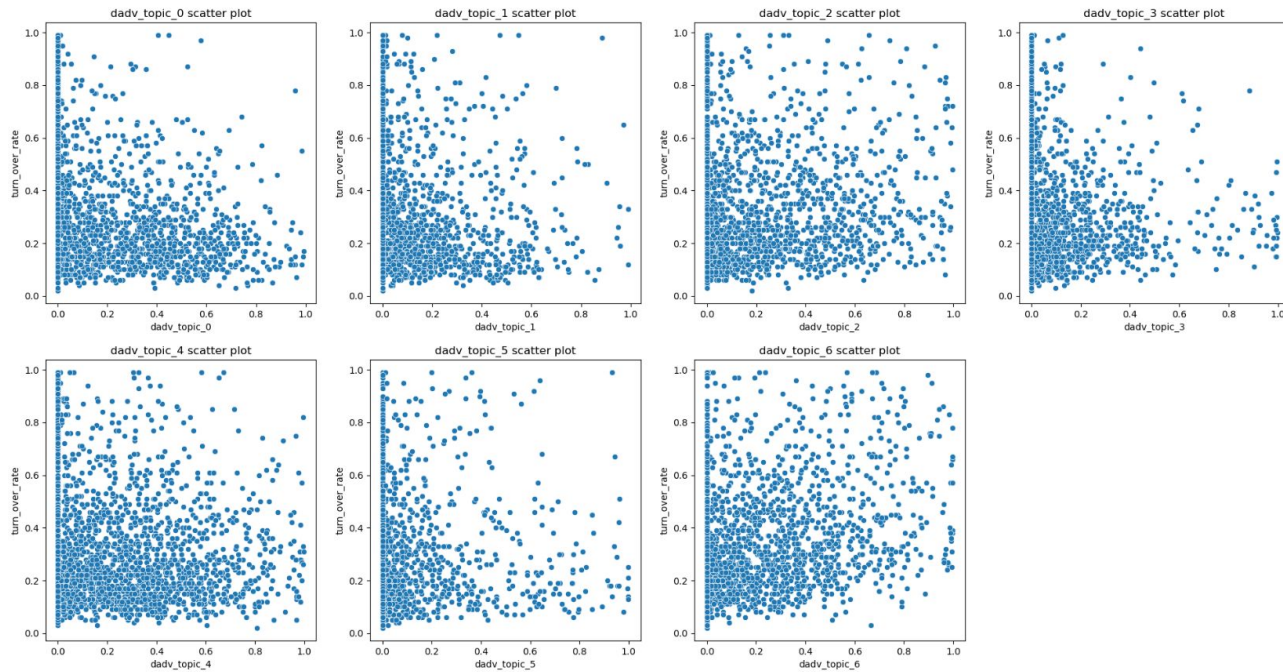 dadv_topic_0 scatter plot
1.0
0.8
0.6
0.4
0.2
0.0
turn_over_rate
0.0 0.2 0.4 0.6 0.8 1.0
dadv_topic_0
dadv_topic_1 scatter plot
1.0
0.8
0.6
0.4
0.2
0.0
turn_over_rate
0.0 0.2 0.4 0.6 0.8 1.0
dadv_topic_1
dadv_topic_2 scatter plot
1.0
0.8
0.6
0.4
0.2
0.0
turn_over_rate
0.0 0.2 0.4 0.6 0.8 1.0
dadv_topic_2
dadv_topic_3 scatter plot
1.0
0.8
0.6
0.4
0.2
0.0
turn_over_rate
0.0 0.2 0.4 0.6 0.8 1.0
dadv_topic_3
dadv_topic_4 scatter plot
1.0
0.8
0.6
0.4
0.2
0.0
turn_over_rate
0.0 0.2 0.4 0.6 0.8 1.0
dadv_topic_4
dadv_topic_5 scatter plot
1.0
0.8
0.6
0.4
0.2
0.0
turn_over_rate
0.0 0.2 0.4 0.6 0.8 1.0
dadv_topic_5
dadv_topic_6 scatter plot
1.0
0.8
0.6
0.4
0.2
0.0
turn_over_rate
0.0 0.2 0.4 0.6 0.8 1.0
dadv_topic_6